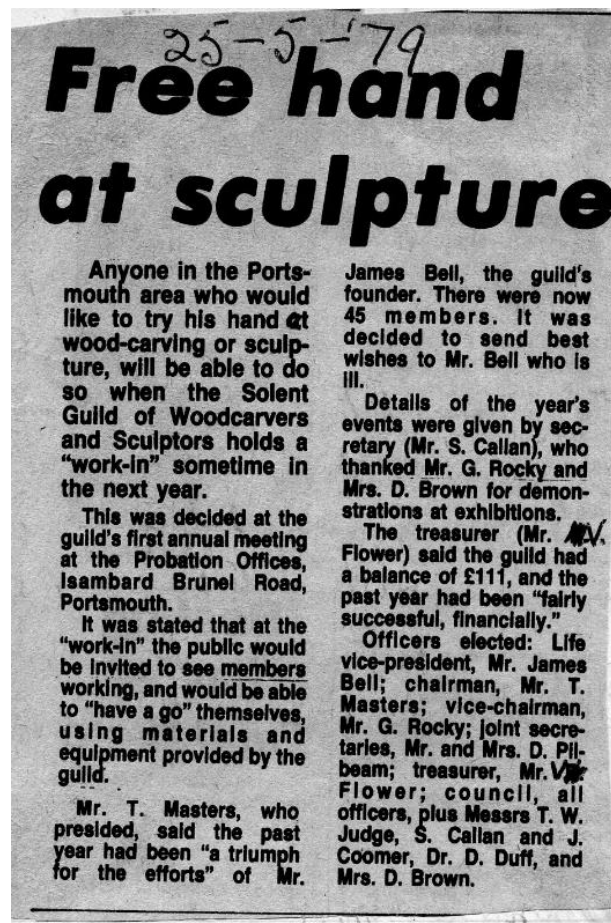 25-5-'79
Free hand
at sculpture
Anyone in the Ports-
mouth area who would
like to try his hand at
wood-carving or sculp-
ture, will be able to do
so when the Solent
Guild of Woodcarvers
and Sculptors holds a
“work-in” sometime in
the next year.
This was decided at the
guild's first annual meeting
at the Probation Offices,
Isambard Brunel Road,
Portsmouth.
It was stated that at the
“work-in” the public would
be invited to see members
working, and would be able
to “have a go” themselves,
using materials and
equipment provided by the
guild.
Mr. T. Masters, who
presided, said the past
year had been “a triumph
for the efforts” of Mr.
James Bell, the guild's
founder. There were now
45 members. It was
decided to send best
wishes to Mr. Bell who is
ill.
Details of the year's
events were given by sec-
retary (Mr. S. Callan), who
thanked Mr. G. Rocky and
Mrs. D. Brown for demon-
strations at exhibitions.
The treasurer (Mr. V.
Flower) said the guild had
a balance of £111, and the
past year had been “fairly
successful, financially.”
Officers elected: Life
vice-president, Mr. James
Bell; chairman, Mr. T.
Masters; vice-chairman,
Mr. G. Rocky; joint secre-
taries, Mr. and Mrs. D. Pil-
beam; treasurer, Mr. V
Flower; council, all
officers, plus Messrs T. W.
Judge, S. Callan and J.
Coomer, Dr. D. Duff, and
Mrs. D. Brown.